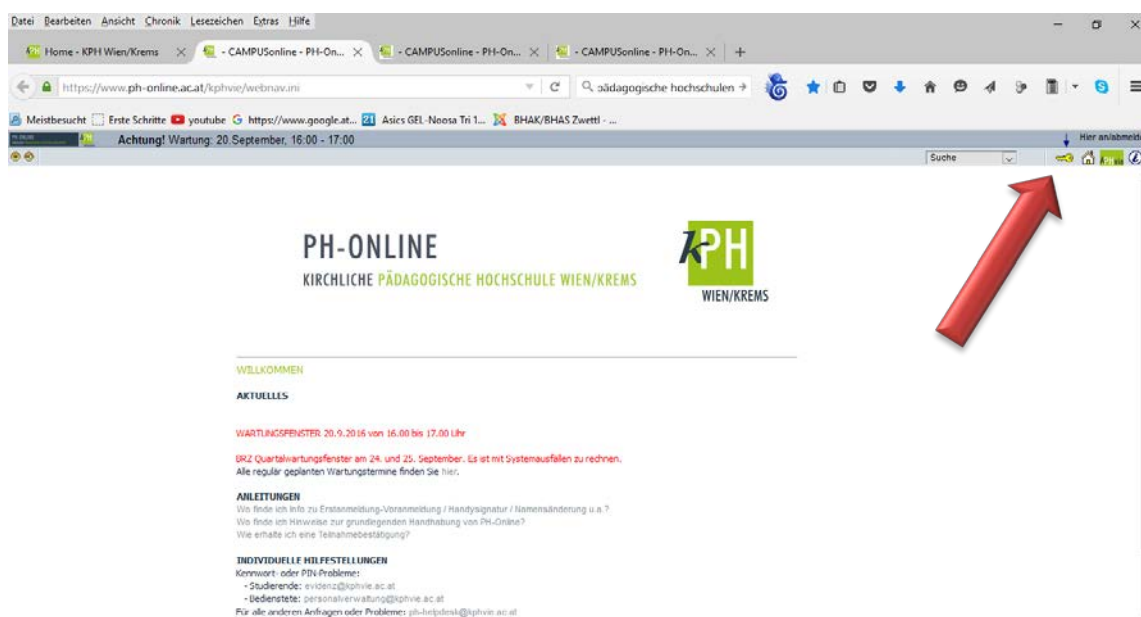 Datei Bearbeiten Ansicht Chronik Lesezeichen Extras Hilfe
Home - KPH Wien/Krems - CAMPUSonline - PH-On... - CAMPUSonline - PH-On... - CAMPUSonline - PH-On...
https://www.ph-online.ac.at/kphvie/webnav.ini pädagogische hochschulen
Meistbesucht Erste Schritte youtube https://www.google.at... 21 Asics GEL-Noosa Tri 1... BHAK/BHAS Zwettl - ...
Achtung! Wartung: 20.September, 16:00 - 17:00 Hier an/abmelde
Suche
PH-ONLINE
KIRCHLICHE PÄDAGOGISCHE HOCHSCHULE WIEN/KREMS
kPH
WIEN/KREMS
WILLKOMMEN
AKTUELLES
WARTUNGSFENSTER 20.9.2016 von 16.00 bis 17.00 Uhr
BRZ Quartalwartungsfenster am 24. und 25. September. Es ist mit Systemausfällen zu rechnen.
Alle regulär geplanten Wartungstermine finden Sie hier.
ANLEITUNGEN
Wo finde ich Info zu Erstanmeldung-Voranmeldung / Handysignatur / Namensänderung u.a.?
Wo finde ich Hinweise zur grundlegenden Handhabung von PH-Online?
Wie erhalte ich eine Teilnahmebestätigung?
INDIVIDUELLE HILFESTELLUNGEN
Kennwort- oder PIN-Probleme:
- Studierende: evidenz@kphvie.ac.at
- Bedienstete: personalverwaltung@kphvie.ac.at
Für alle anderen Anfragen oder Probleme: ph-helpdesk@kphvie.ac.at